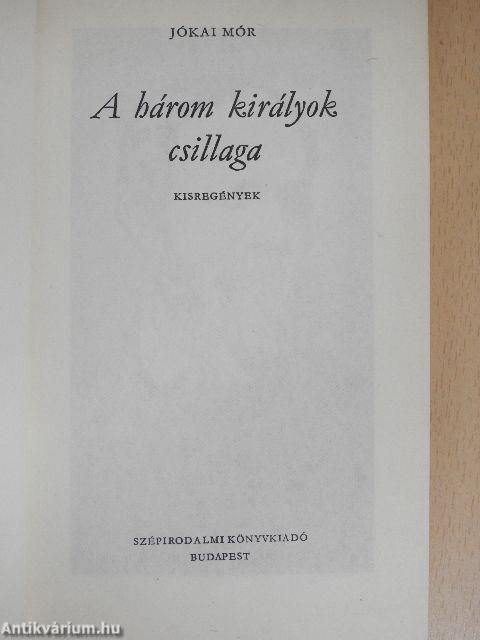 JÓKAI MÓR
A három királyok
csillaga
KISREGÉNYEK
SZÉPIRODALMI KÖNYVKIADÓ
BUDAPEST
Antikvárium.hu